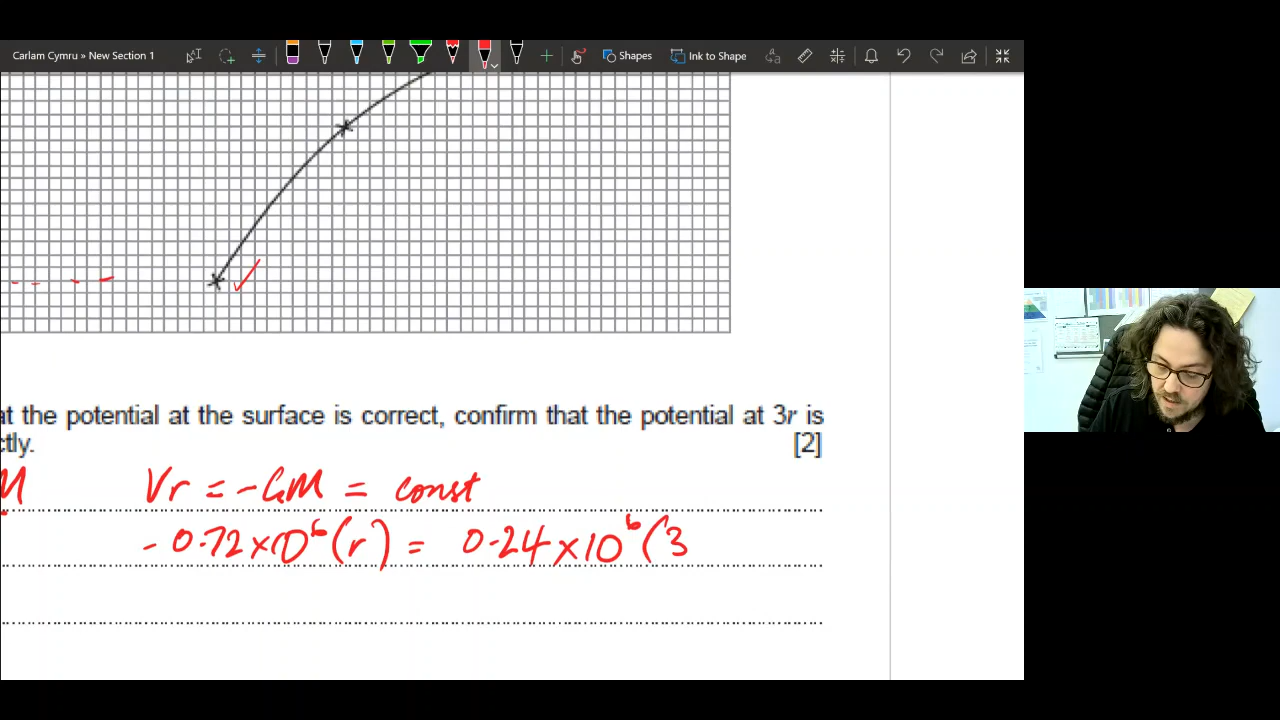 Carlam Cymru » New Section 1
Shapes
Ink to Shape
at the potential at the surface is correct, confirm that the potential at 3r is
ctly. [2]
M Vr = -GM = const
- 0.72×10⁶(r) = 0.24×10⁶(3